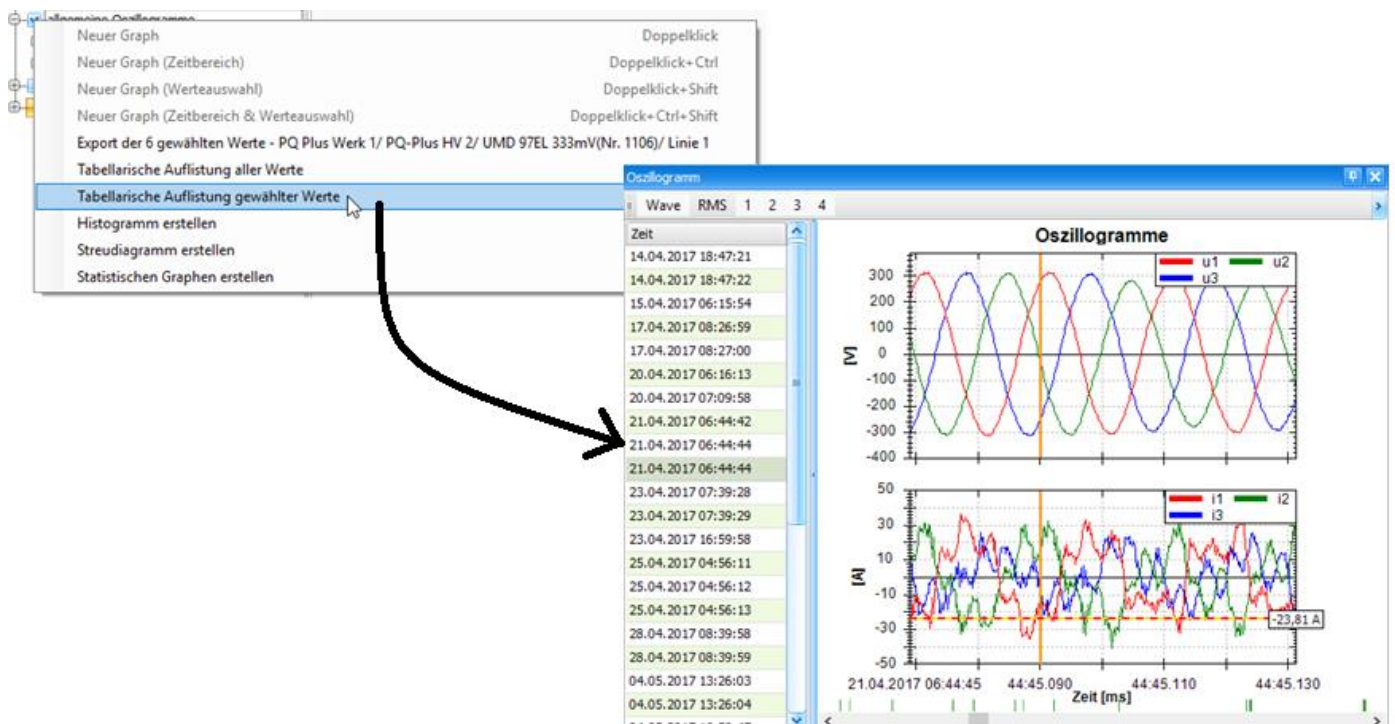 allgemeine Oszillogramme
Neuer Graph Doppelklick
Neuer Graph (Zeitbereich) Doppelklick+Ctrl
Neuer Graph (Werteauswahl) Doppelklick+Shift
Neuer Graph (Zeitbereich & Werteauswahl) Doppelklick+Ctrl+Shift
Export der 6 gewählten Werte - PQ Plus Werk 1/ PQ-Plus HV 2/ UMD 97EL 333mV(Nr. 1106)/ Linie 1
Tabellarische Auflistung aller Werte
Tabellarische Auflistung gewählter Werte
Histogramm erstellen
Streudiagramm erstellen
Statistischen Graphen erstellen
Oszillogramm
Wave RMS 1 2 3 4
Zeit
14.04.2017 18:47:21
14.04.2017 18:47:22
15.04.2017 06:15:54
17.04.2017 08:26:59
17.04.2017 08:27:00
20.04.2017 06:16:13
20.04.2017 07:09:58
21.04.2017 06:44:42
21.04.2017 06:44:44
21.04.2017 06:44:44
23.04.2017 07:39:28
23.04.2017 07:39:29
23.04.2017 16:59:58
25.04.2017 04:56:11
25.04.2017 04:56:12
25.04.2017 04:56:13
28.04.2017 08:39:58
28.04.2017 08:39:59
04.05.2017 13:26:03
04.05.2017 13:26:04
Oszillogramme
u1 u2
u3
300
200
100
0
-100
-200
-300
-400
[V]
i1 i2
i3
50
30
10
-10
-30
-50
[A]
-23,81 A
21.04.2017 06:44:45 44:45.090 44:45.110 44:45.130
Zeit [ms]